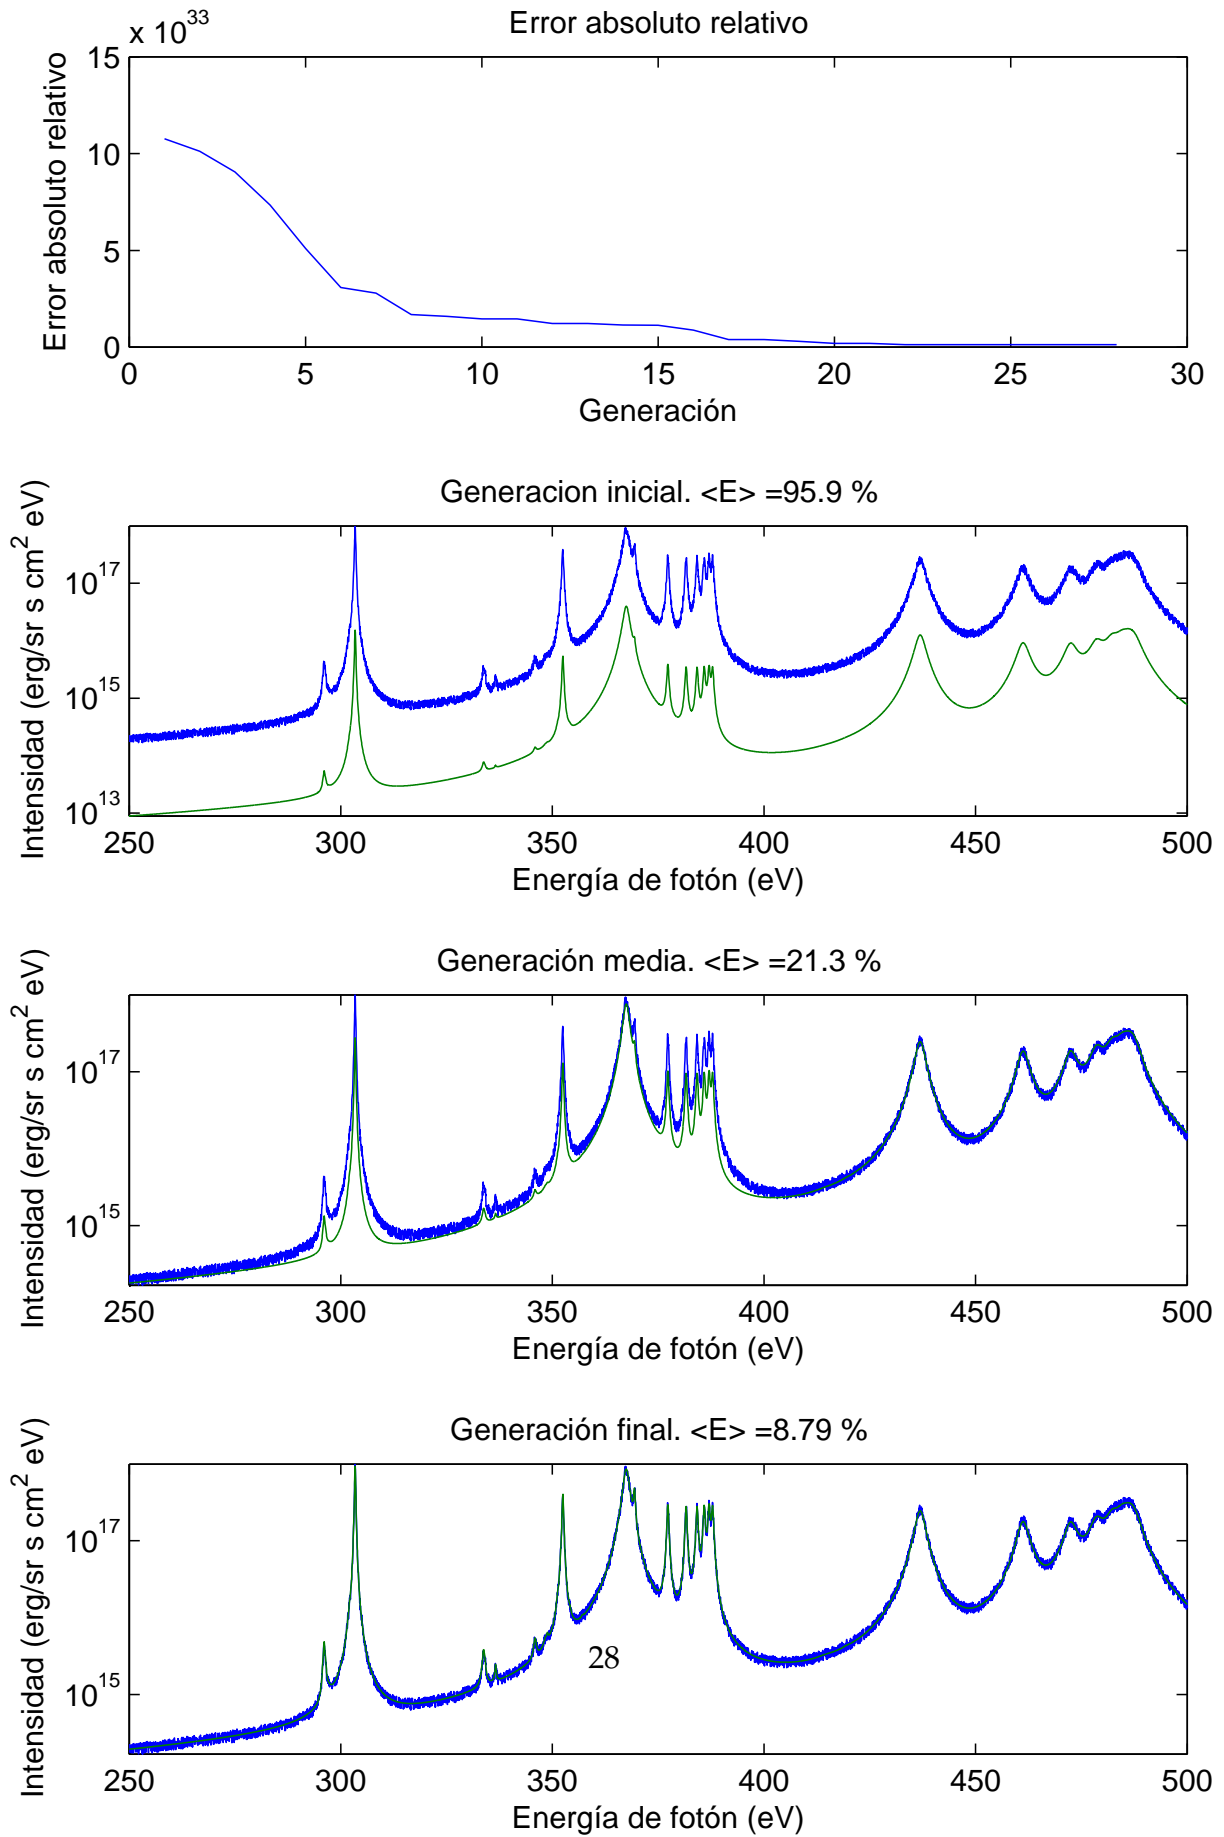 Error absoluto relativo
x 10^33
Error absoluto relativo
15
10
5
0
0 5 10 15 20 25 30
Generación
Generacion inicial. <E> =95.9 %
Intensidad (erg/sr s cm^2 eV)
10^17
10^15
10^13
250 300 350 400 450 500
Energía de fotón (eV)
Generación media. <E> =21.3 %
Intensidad (erg/sr s cm^2 eV)
10^17
10^15
250 300 350 400 450 500
Energía de fotón (eV)
Generación final. <E> =8.79 %
Intensidad (erg/sr s cm^2 eV)
10^17
10^15
28
250 300 350 400 450 500
Energía de fotón (eV)